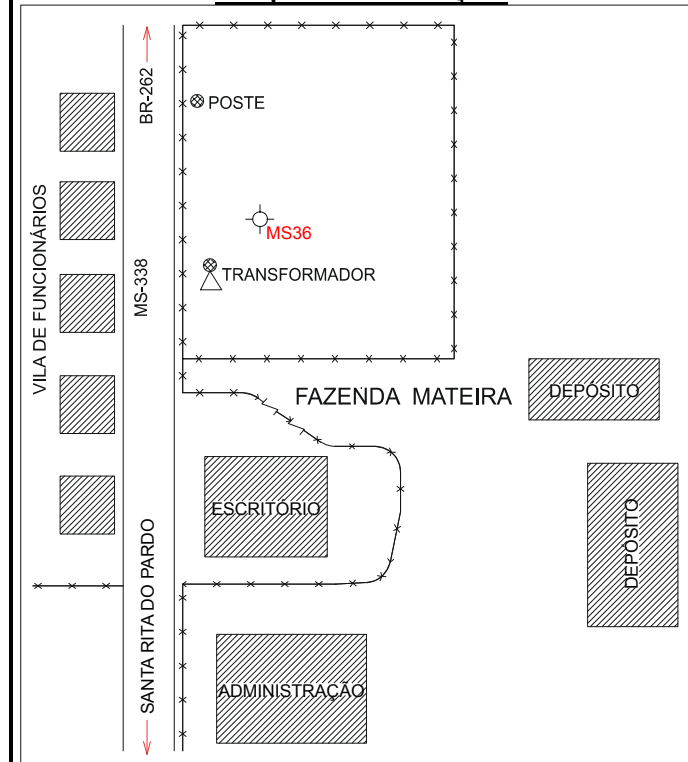 BR-262
POSTE
MS36
TRANSFORMADOR
MS-338
VILA DE FUNCIONÁRIOS
FAZENDA MATEIRA
DEPÓSITO
ESCRITÓRIO
DEPÓSITO
SANTA RITA DO PARDO
ADMINISTRAÇÃO